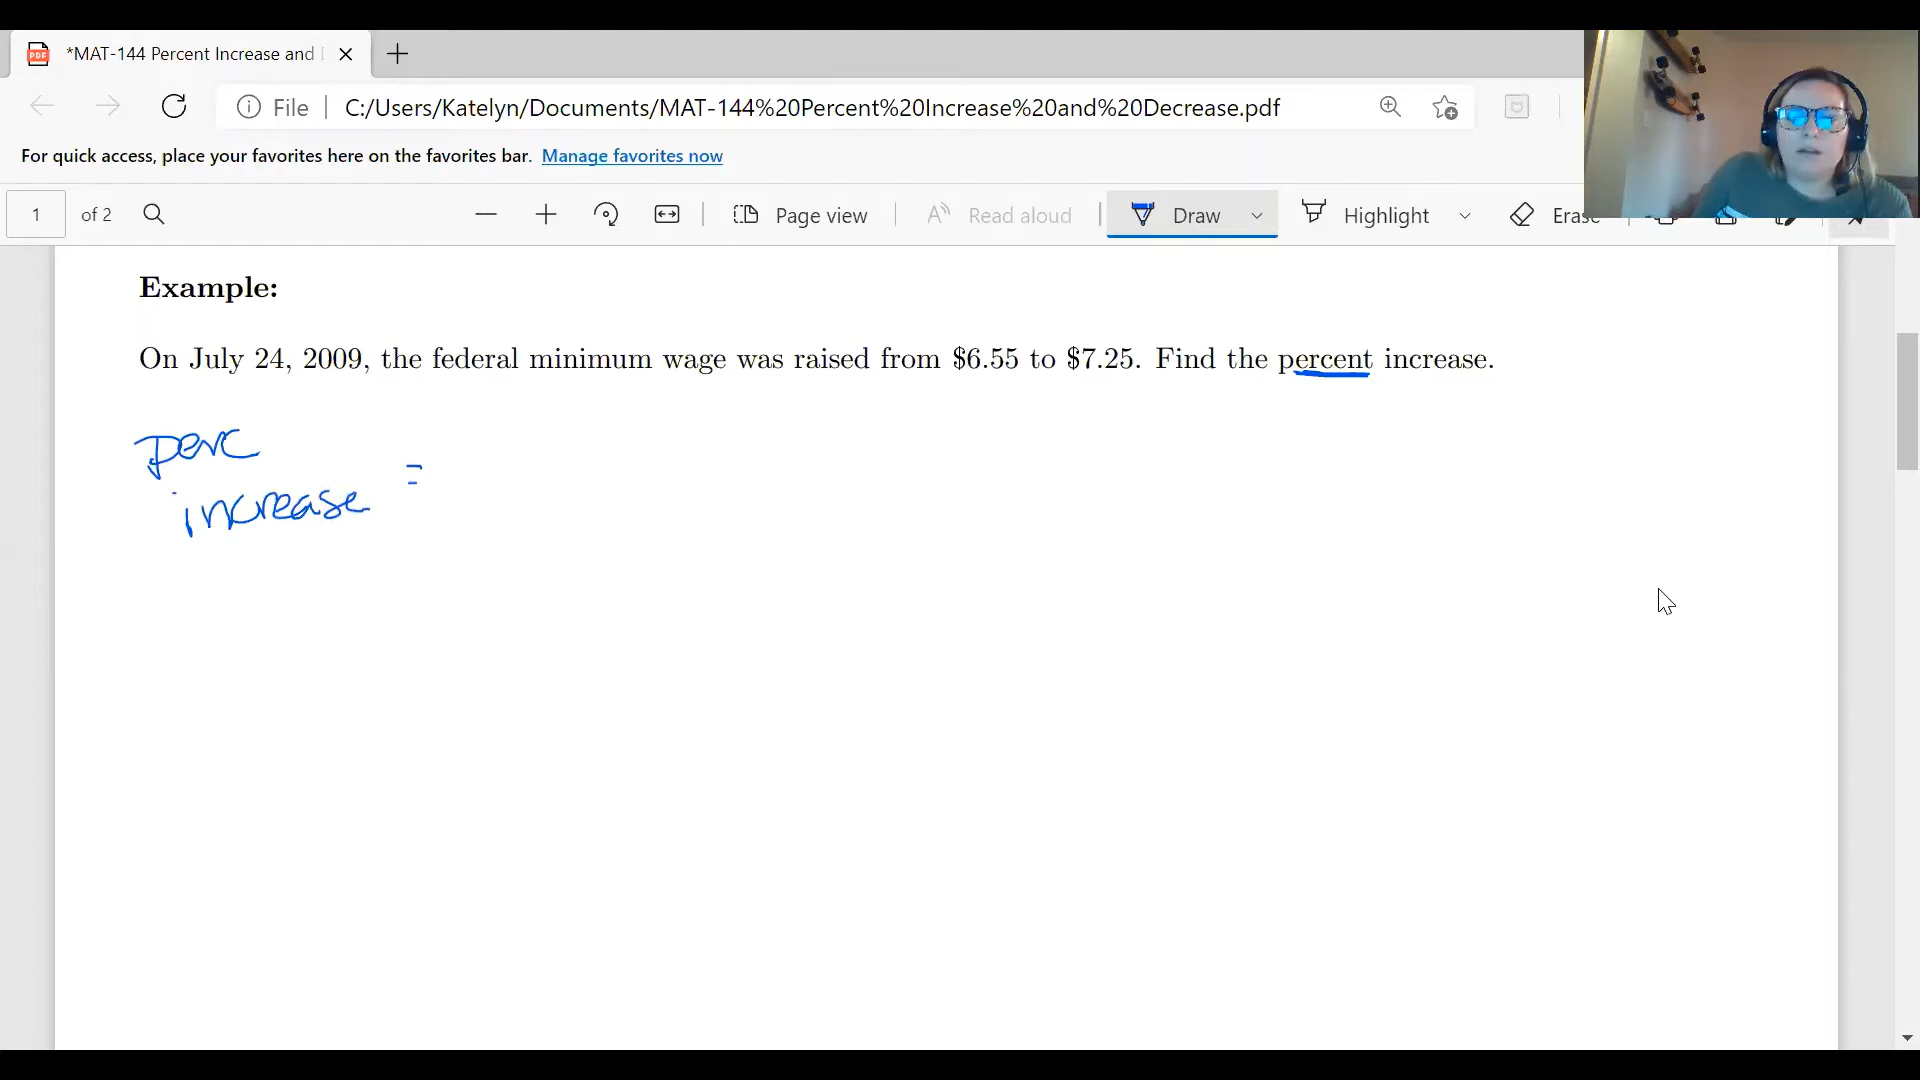 *MAT-144 Percent Increase and
File | C:/Users/Katelyn/Documents/MAT-144%20Percent%20Increase%20and%20Decrease.pdf
For quick access, place your favorites here on the favorites bar. Manage favorites now
1 of 2 Page view Read aloud Draw Highlight Erase
Example:
On July 24, 2009, the federal minimum wage was raised from $6.55 to $7.25. Find the percent increase.
perc
increase =